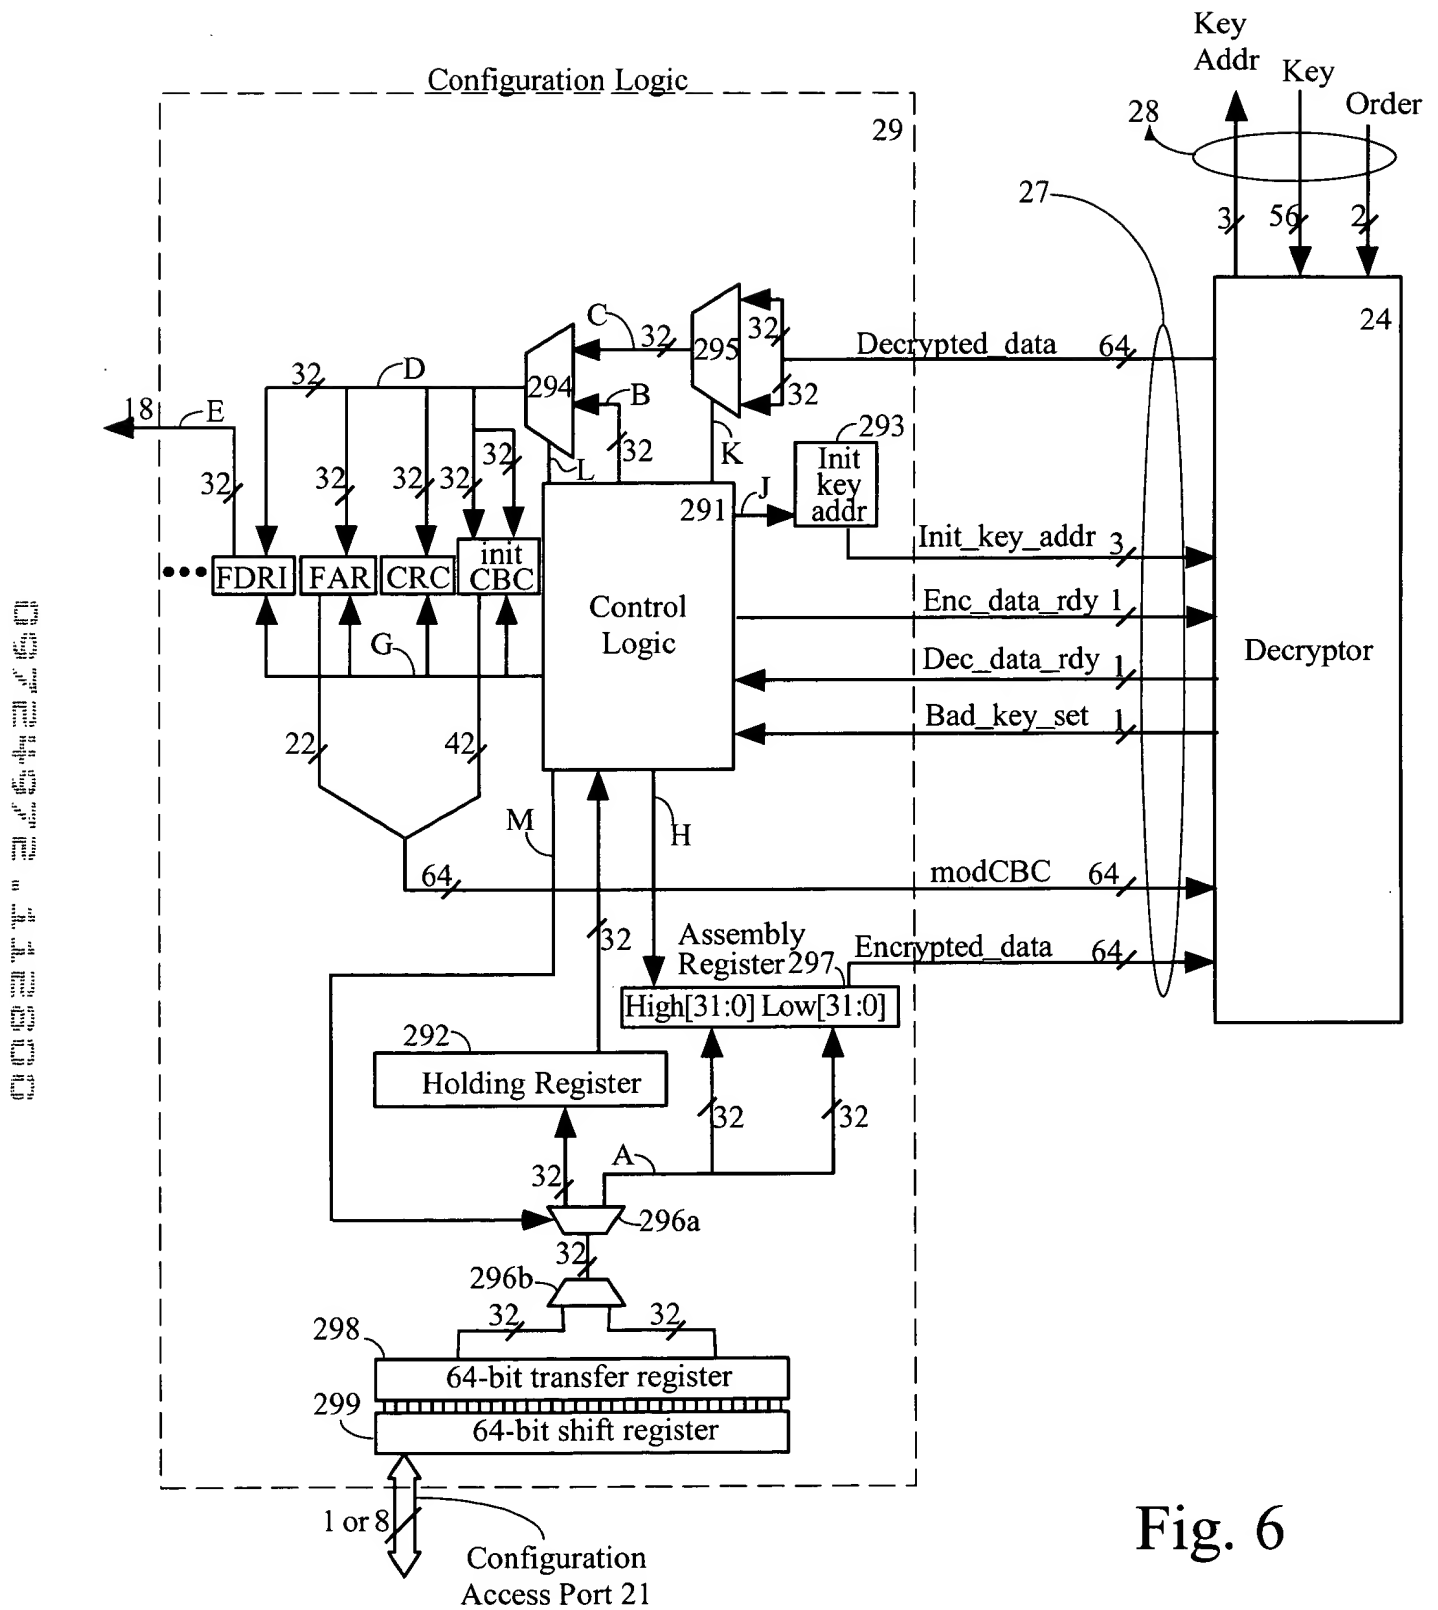 Key
Addr
Key
Order
Configuration Logic
29
28
27
3
56
2
24
C
32
295
32
32
Decrypted_data
64
D
32
294
B
32
K
L
293
Init
key
addr
18
E
32
32
32
32
32
291
J
Init_key_addr
3
FDRI
FAR
CRC
init
CBC
Control
Logic
Enc_data_rdy
1
Dec_data_rdy
1
Bad_key_set
1
Decryptor
G
22
42
M
H
64
modCBC
64
32
Assembly
Register 297
Encrypted_data
64
High[31:0] Low[31:0]
292
Holding Register
32
32
32
A
296a
32
296b
32
32
298
64-bit transfer register
299
64-bit shift register
1 or 8
Configuration
Access Port 21
Fig. 6
09724972.112800